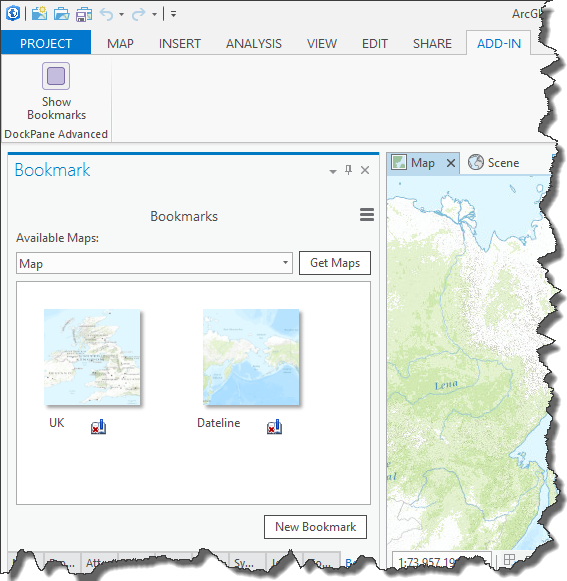 ArcG
PROJECT MAP INSERT ANALYSIS VIEW EDIT SHARE ADD-IN
Show
Bookmarks
DockPane Advanced
Bookmark
Map Scene
Bookmarks
Available Maps:
Map Get Maps
UK Dateline
Lena
New Bookmark
1:73,957,19